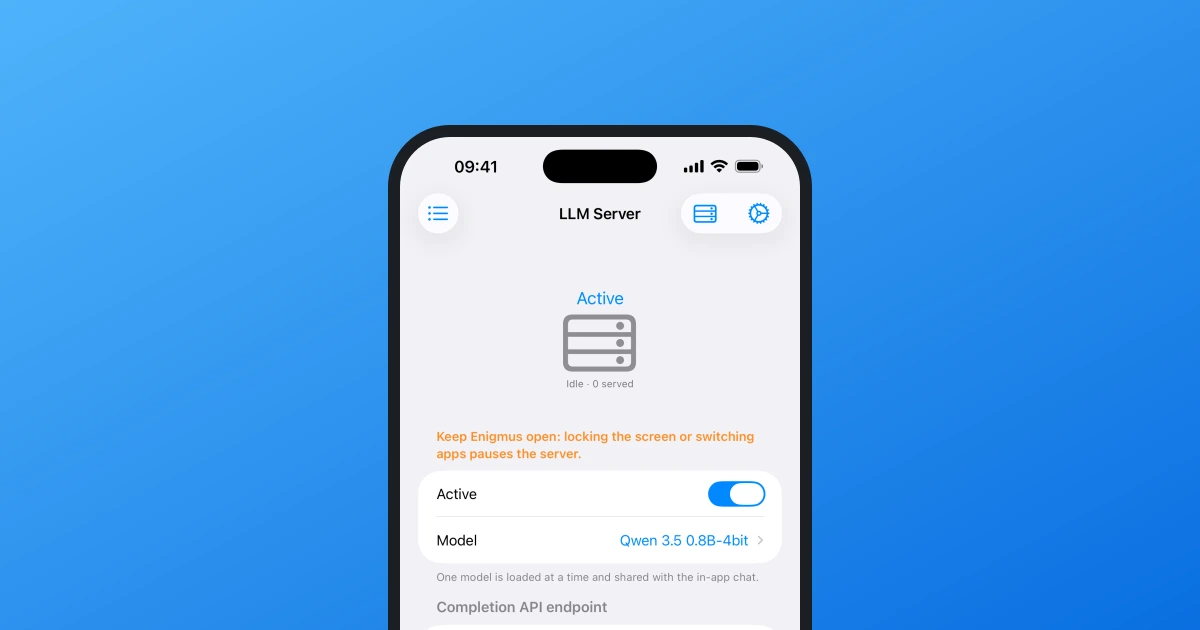 09:41
LLM Server
Active
Idle · 0 served
Keep Enigmus open: locking the screen or switching
apps pauses the server.
Active
Model Qwen 3.5 0.8B-4bit
One model is loaded at a time and shared with the in-app chat.
Completion API endpoint